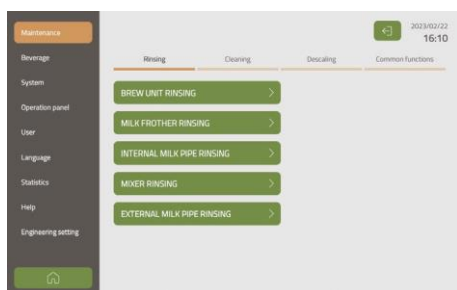 Maintenance
Beverage
System
Operation panel
User
Language
Statistics
Help
Engineering setting
2023/02/22
16:10
Rinsing Cleaning Descaling Common functions
BREW UNIT RINSING
MILK FROTHER RINSING
INTERNAL MILK PIPE RINSING
MIXER RINSING
EXTERNAL MILK PIPE RINSING